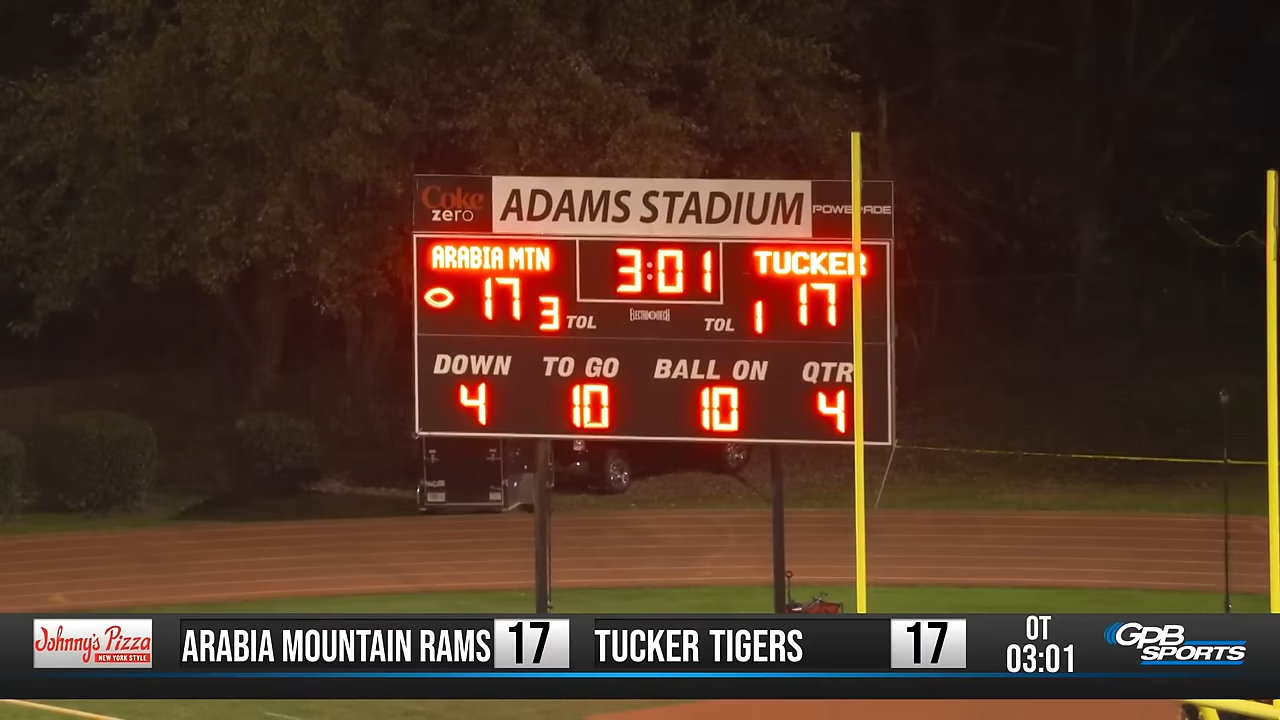 Coke zero
ADAMS STADIUM
POWERADE
ARABIA MTN
3:01
TUCKER
17
3 TOL
ELECTRO-MECH
TOL 1
17
DOWN TO GO BALL ON QTR
4 10 10 4
Johnny's Pizza
NEW YORK STYLE
ARABIA MOUNTAIN RAMS 17 TUCKER TIGERS 17
OT
03:01
GPB
SPORTS